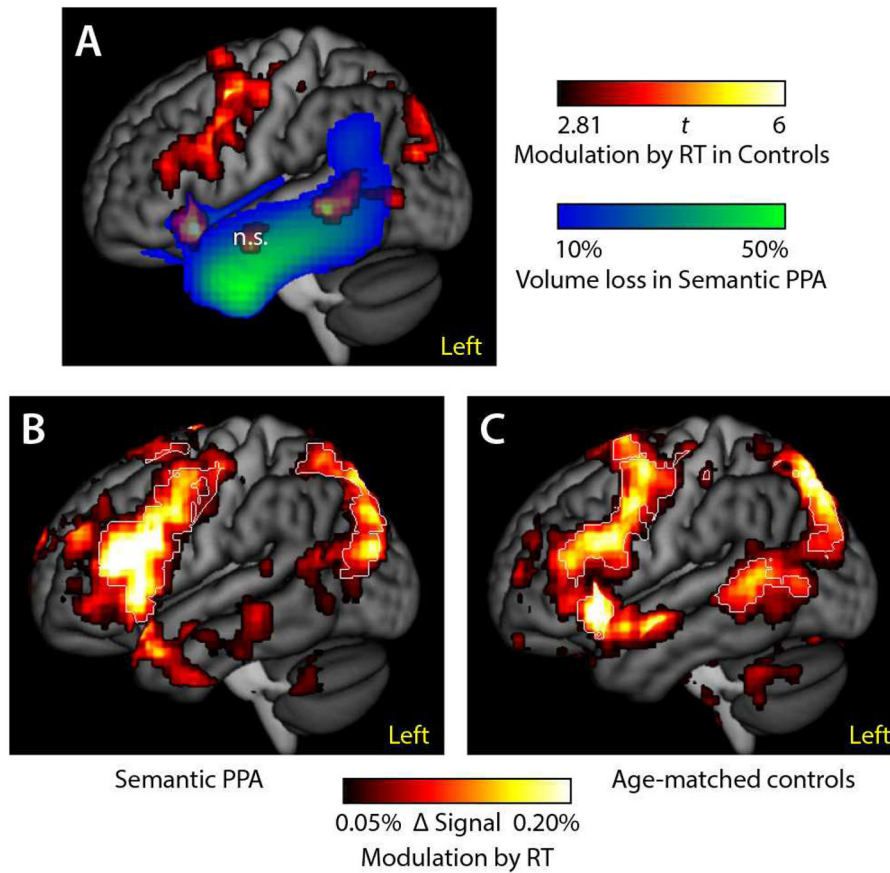 A
n.s.
Left
2.81 t 6
Modulation by RT in Controls
10% 50%
Volume loss in Semantic PPA
B
Left
C
Left
Semantic PPA
Age-matched controls
0.05% Δ Signal 0.20%
Modulation by RT